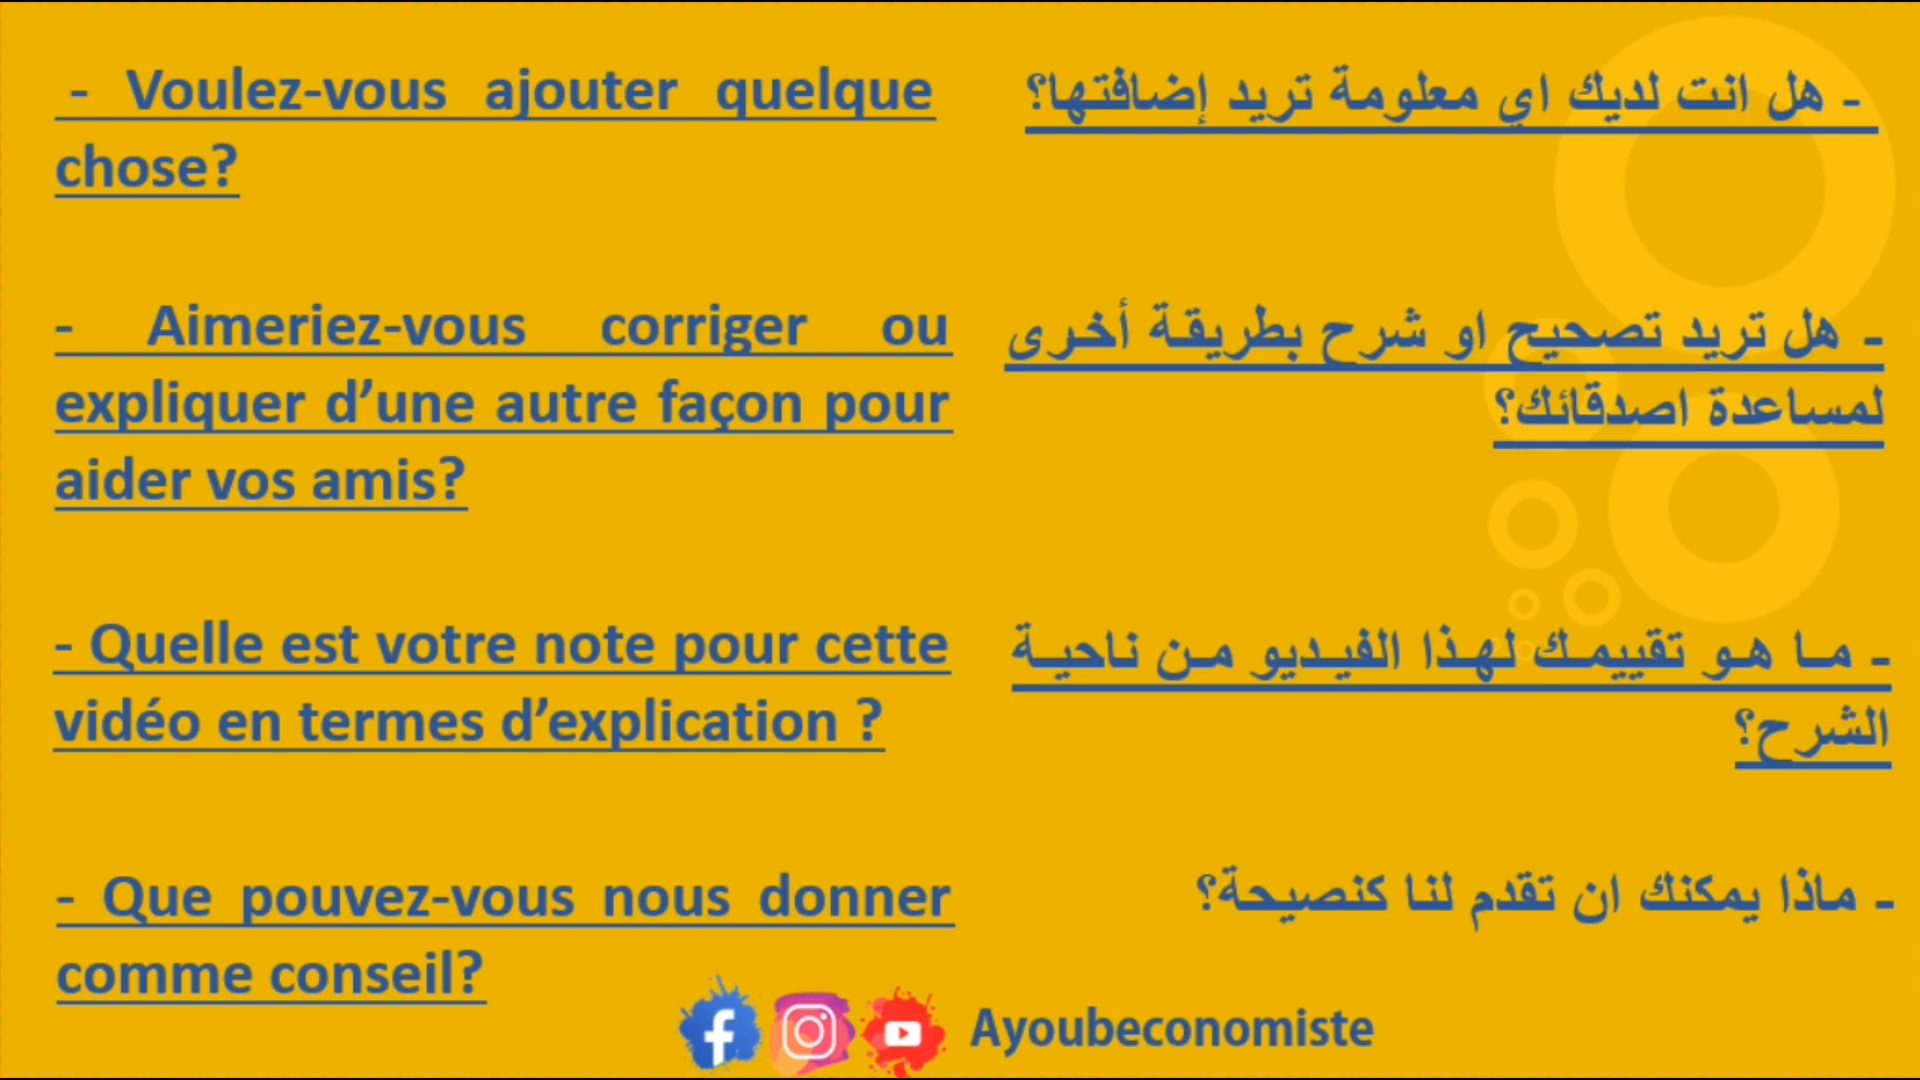 - Voulez-vous ajouter quelque
chose?
- هل انت لديك اي معلومة تريد إضافتها؟
- Aimeriez-vous corriger ou
expliquer d’une autre façon pour
aider vos amis?
- هل تريد تصحيح او شرح بطريقة أخرى
لمساعدة اصدقائك؟
- Quelle est votre note pour cette
vidéo en termes d’explication ?
- ما هو تقييمك لهذا الفيديو من ناحية
الشرح؟
- Que pouvez-vous nous donner
comme conseil?
- ماذا يمكنك ان تقدم لنا كنصيحة؟
Ayoubeconomiste